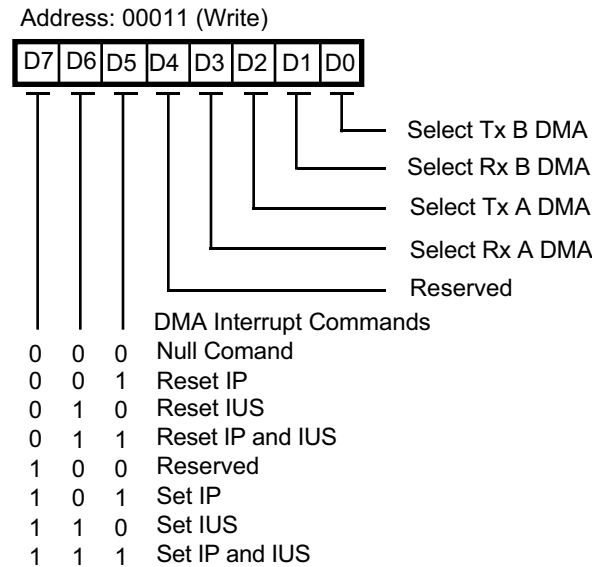 Address: 00011 (Write)
D7 D6 D5 D4 D3 D2 D1 D0
Select Tx B DMA
Select Rx B DMA
Select Tx A DMA
Select Rx A DMA
Reserved
DMA Interrupt Commands
0 0 0 Null Comand
0 0 1 Reset IP
0 1 0 Reset IUS
0 1 1 Reset IP and IUS
1 0 0 Reserved
1 0 1 Set IP
1 1 0 Set IUS
1 1 1 Set IP and IUS